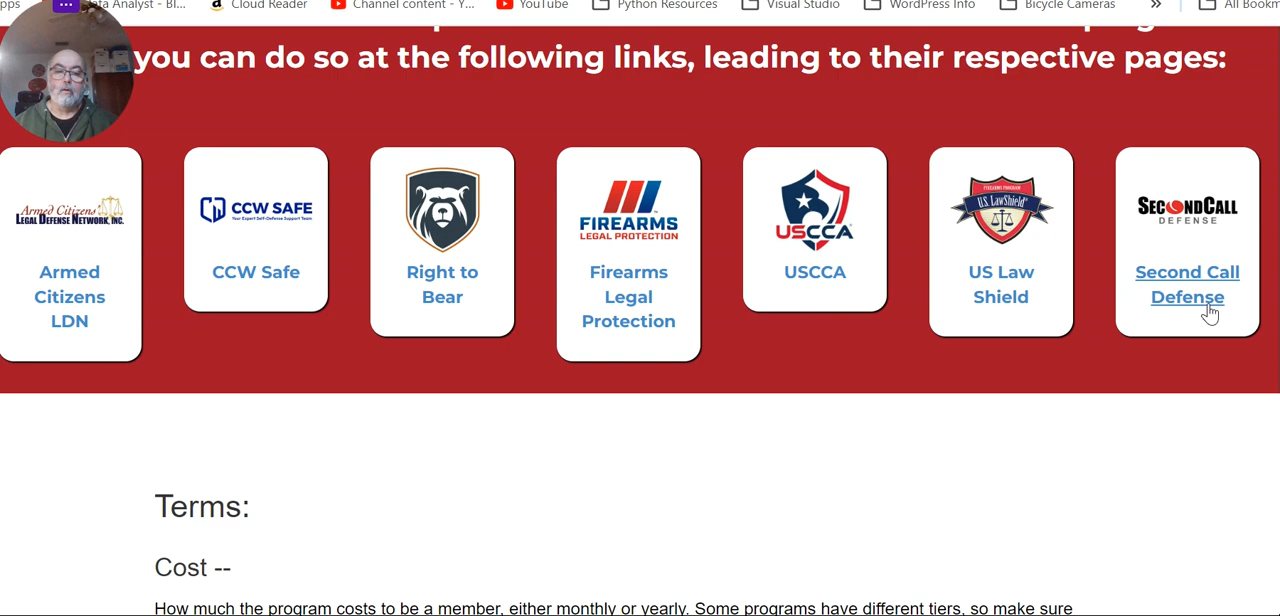 pps
ata Analyst - Bl...
Cloud Reader
Channel content - Y...
YouTube
Python Resources
Visual Studio
WordPress Info
Bicycle Cameras
»
All Bookm
you can do so at the following links, leading to their respective pages:
Armed Citizens'
LEGAL DEFENSE NETWORK, INC.
Armed
Citizens
LDN
CCW SAFE
Your Expert Self-Defense Support Team
CCW Safe
Right to
Bear
FIREARMS
LEGAL PROTECTION
Firearms
Legal
Protection
USCCA
USCCA
FIREARMS PROGRAM
U.S. LawShield
US Law
Shield
SECONDCALL
DEFENSE
Second Call
Defense
Terms:
Cost --
How much the program costs to be a member, either monthly or yearly. Some programs have different tiers, so make sure